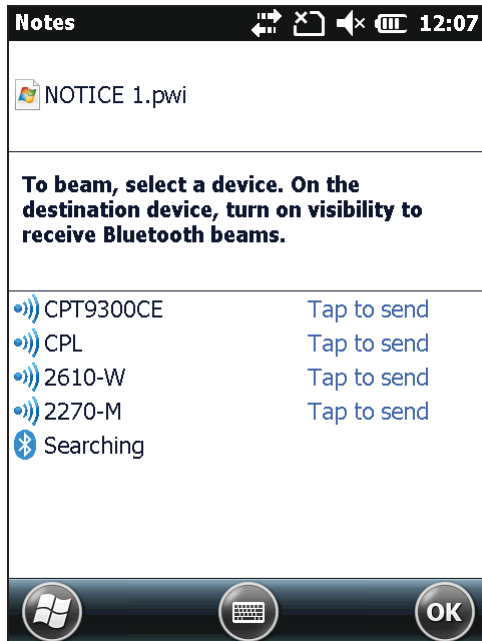 Notes 12:07
NOTICE 1.pwi
To beam, select a device. On the
destination device, turn on visibility to
receive Bluetooth beams.
CPT9300CE Tap to send
CPL Tap to send
2610-W Tap to send
2270-M Tap to send
Searching
OK